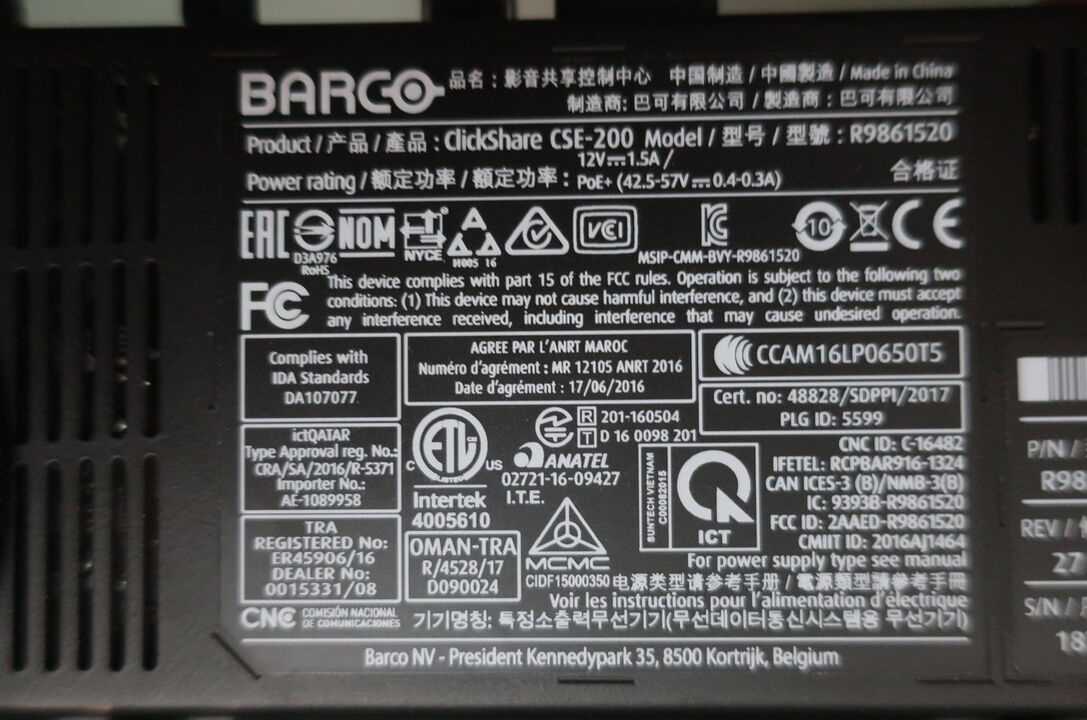 BARCO 品名：影音共享控制中心 中国制造 / 中國製造 / Made in China
制造商: 巴可有限公司 / 製造商：巴可有限公司
Product / 产品 / 產品 : ClickShare CSE-200 Model / 型号 / 型號 : R9861520
12V⎓1.5A /
Power rating / 额定功率 / 額定功率 : PoE+ (42.5-57V⎓0.4-0.3A)
合格证
EAC NOM NYCE VCI 10 CE
D3A976
RoHS
M005 16
MSIP-CMM-BVY-R9861520
FC
This device complies with part 15 of the FCC rules. Operation is subject to the following two
conditions: (1) This device may not cause harmful interference, and (2) this device must accept
any interference received, including interference that may cause undesired operation.
Complies with
IDA Standards
DA107077
AGREE PAR L'ANRT MAROC
Numéro d'agrément : MR 12105 ANRT 2016
Date d'agrément : 17/06/2016
CCAM16LP0650T5
Cert. no: 48828/SDPPI/2017
PLG ID: 5599
ictQATAR
Type Approval reg. No.:
CRA/SA/2016/R-5371
Importer No.:
AE-1089958
ETL
CM
LISTED
C US
Intertek
4005610
R 201-160504
T D 16 0098 201
ANATEL
02721-16-09427
I.T.E.
SUNTECH VIETNAM
C00082015
ICT
CNC ID: C-16482
IFETEL: RCPBAR916-1324
CAN ICES-3 (B)/NMB-3(B)
IC: 9393B-R9861520
FCC ID: 2AAED-R9861520
CMIIT ID: 2016AJ1464
TRA
REGISTERED No:
ER45906/16
DEALER No:
0015331/08
OMAN-TRA
R/4528/17
D090024
MCMC
CIDF15000350
For power supply type see manual
电源类型请参考手册 / 電源類型請參考手冊
Voir les instructions pour l'alimentation d'électrique
CNC COMISIÓN NACIONAL
DE COMUNICACIONES
기기명칭: 특정소출력무선기기(무선데이터통신시스템용 무선기기)
Barco NV - President Kennedypark 35, 8500 Kortrijk, Belgium
P/N /
R98
REV /
27
S/N /
18